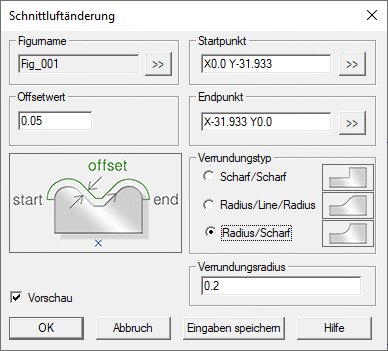 Schnittluftänderung
Figurname
Fig_001
>>
Startpunkt
X0.0 Y-31.933
>>
Offsetwert
0.05
Endpunkt
X-31.933 Y0.0
>>
offset
start
end
Verrundungstyp
Scharf/Scharf
Radius/Line/Radius
Radius/Scharf
Verrundungsradius
0.2
Vorschau
OK
Abbruch
Eingaben speichern
Hilfe